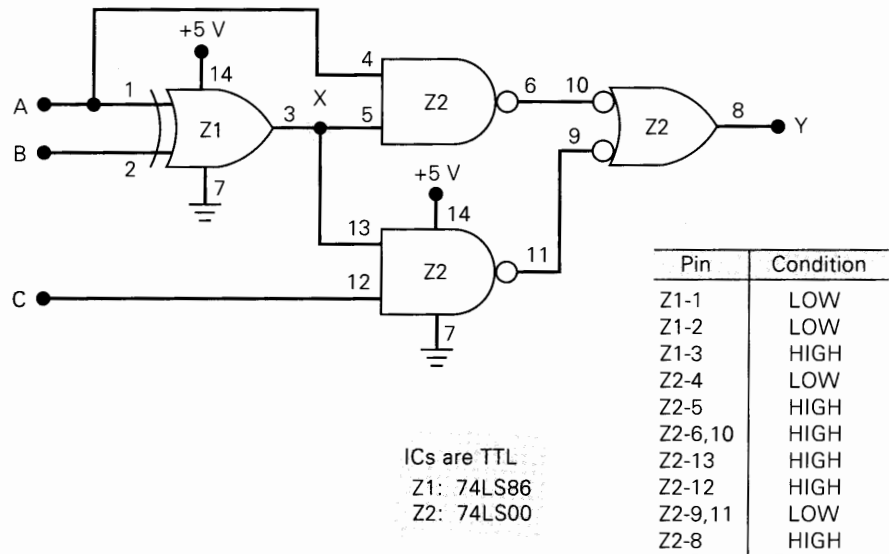 +5 V
14
A
1
Z1
3
X
B
2
7
4
5
Z2
6
10
9
Z2
8
Y
+5 V
14
13
12
Z2
11
7
C
Pin Condition
Z1-1 LOW
Z1-2 LOW
Z1-3 HIGH
Z2-4 LOW
Z2-5 HIGH
Z2-6,10 HIGH
Z2-13 HIGH
Z2-12 HIGH
Z2-9,11 LOW
Z2-8 HIGH
ICs are TTL
Z1: 74LS86
Z2: 74LS00